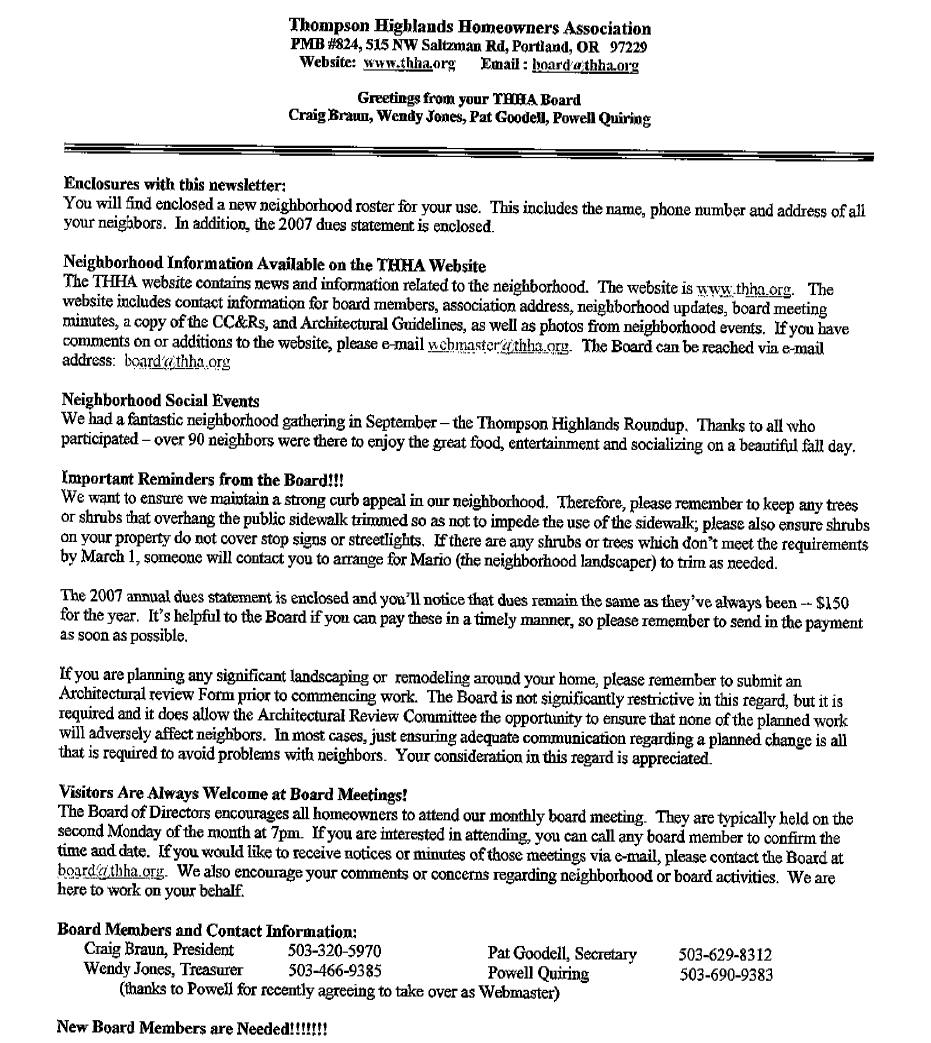 Thompson Highlands Homeowners Association
PMB #824, 515 NW Saltzman Rd, Portland, OR 97229
Website: www.thha.org Email : board@thha.org
Greetings from your THHA Board
Craig Braun, Wendy Jones, Pat Goodell, Powell Quiring
Enclosures with this newsletter:
You will find enclosed a new neighborhood roster for your use. This includes the name, phone number and address of all
your neighbors. In addition, the 2007 dues statement is enclosed.
Neighborhood Information Available on the THHA Website
The THHA website contains news and information related to the neighborhood. The website is www.thha.org. The
website includes contact information for board members, association address, neighborhood updates, board meeting
minutes, a copy of the CC&Rs, and Architectural Guidelines, as well as photos from neighborhood events. If you have
comments on or additions to the website, please e-mail webmaster@thha.org. The Board can be reached via e-mail
address: board@thha.org
Neighborhood Social Events
We had a fantastic neighborhood gathering in September – the Thompson Highlands Roundup. Thanks to all who
participated – over 90 neighbors were there to enjoy the great food, entertainment and socializing on a beautiful fall day.
Important Reminders from the Board!!!
We want to ensure we maintain a strong curb appeal in our neighborhood. Therefore, please remember to keep any trees
or shrubs that overhang the public sidewalk trimmed so as not to impede the use of the sidewalk; please also ensure shrubs
on your property do not cover stop signs or streetlights. If there are any shrubs or trees which don't meet the requirements
by March 1, someone will contact you to arrange for Mario (the neighborhood landscaper) to trim as needed.
The 2007 annual dues statement is enclosed and you'll notice that dues remain the same as they've always been -- $150
for the year. It's helpful to the Board if you can pay these in a timely manner, so please remember to send in the payment
as soon as possible.
If you are planning any significant landscaping or remodeling around your home, please remember to submit an
Architectural review Form prior to commencing work. The Board is not significantly restrictive in this regard, but it is
required and it does allow the Architectural Review Committee the opportunity to ensure that none of the planned work
will adversely affect neighbors. In most cases, just ensuring adequate communication regarding a planned change is all
that is required to avoid problems with neighbors. Your consideration in this regard is appreciated.
Visitors Are Always Welcome at Board Meetings!
The Board of Directors encourages all homeowners to attend our monthly board meeting. They are typically held on the
second Monday of the month at 7pm. If you are interested in attending, you can call any board member to confirm the
time and date. If you would like to receive notices or minutes of those meetings via e-mail, please contact the Board at
board@thha.org. We also encourage your comments or concerns regarding neighborhood or board activities. We are
here to work on your behalf.
Board Members and Contact Information:
Craig Braun, President 503-320-5970 Pat Goodell, Secretary 503-629-8312
Wendy Jones, Treasurer 503-466-9385 Powell Quiring 503-690-9383
(thanks to Powell for recently agreeing to take over as Webmaster)
New Board Members are Needed!!!!!!!